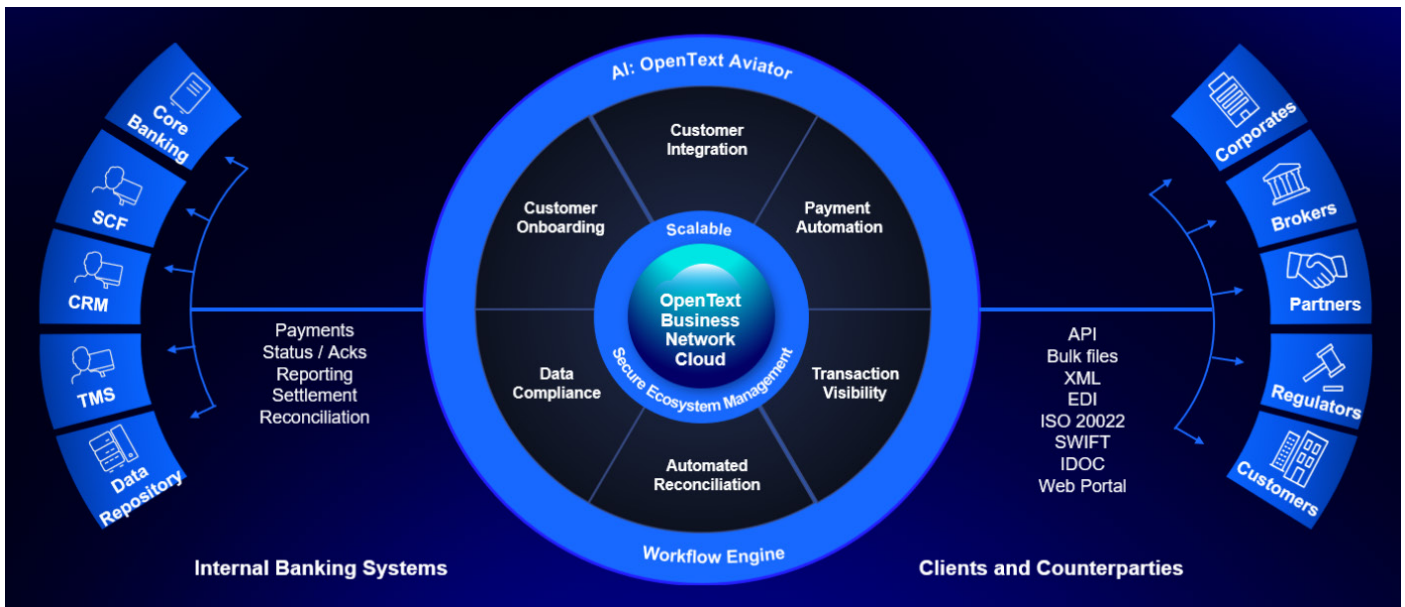 Core
Banking
SCF
CRM
TMS
Data
Repository
Payments
Status / Acks
Reporting
Settlement
Reconciliation
Internal Banking Systems
AI: OpenText Aviator
Customer
Integration
Customer
Onboarding
Payment
Automation
Scalable
OpenText
Business
Network
Cloud
Secure Ecosystem Management
Data
Compliance
Transaction
Visibility
Automated
Reconciliation
Workflow Engine
API
Bulk files
XML
EDI
ISO 20022
SWIFT
IDOC
Web Portal
Corporates
Brokers
Partners
Regulators
Customers
Clients and Counterparties